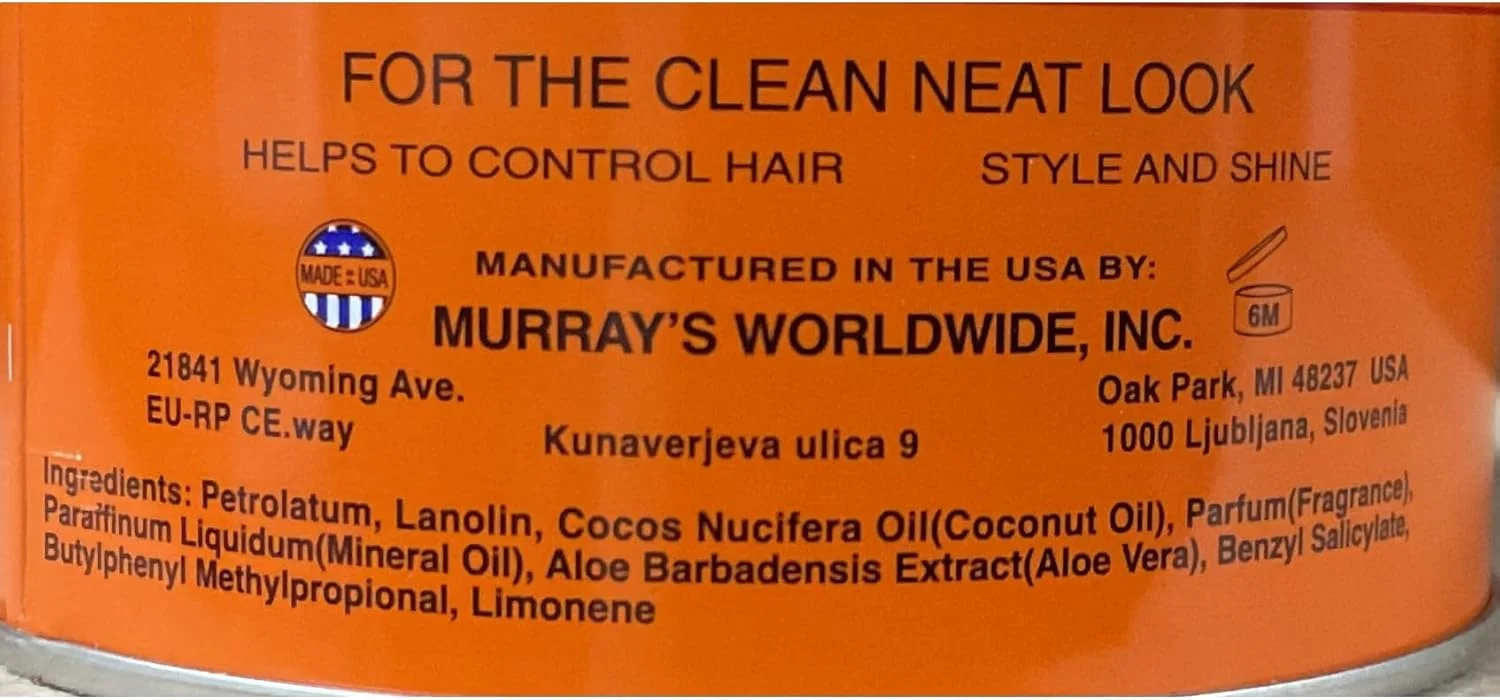 FOR THE CLEAN NEAT LOOK
HELPS TO CONTROL HAIR STYLE AND SHINE
MADE IN USA
MANUFACTURED IN THE USA BY:
6M
MURRAY'S WORLDWIDE, INC.
21841 Wyoming Ave. Oak Park, MI 48237 USA
EU-RP CE.way Kunaverjeva ulica 9 1000 Ljubljana, Slovenia
Ingredients: Petrolatum, Lanolin, Cocos Nucifera Oil(Coconut Oil), Parfum(Fragrance),
Paraffinum Liquidum(Mineral Oil), Aloe Barbadensis Extract(Aloe Vera), Benzyl Salicylate,
Butylphenyl Methylpropional, Limonene